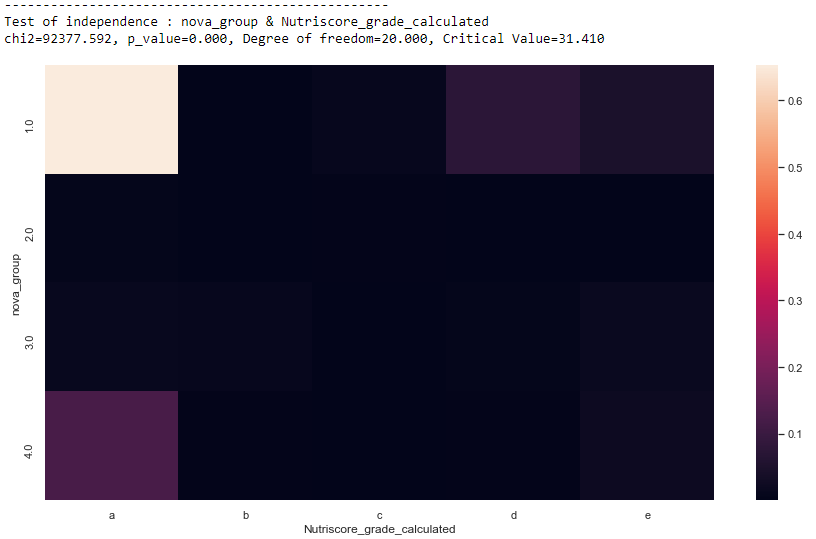 ------------------------------------------------
Test of independence : nova_group & Nutriscore_grade_calculated
chi2=92377.592, p_value=0.000, Degree of freedom=20.000, Critical Value=31.410
1.0
2.0
3.0
4.0
nova_group
a b c d e
Nutriscore_grade_calculated
0.6
0.5
0.4
0.3
0.2
0.1